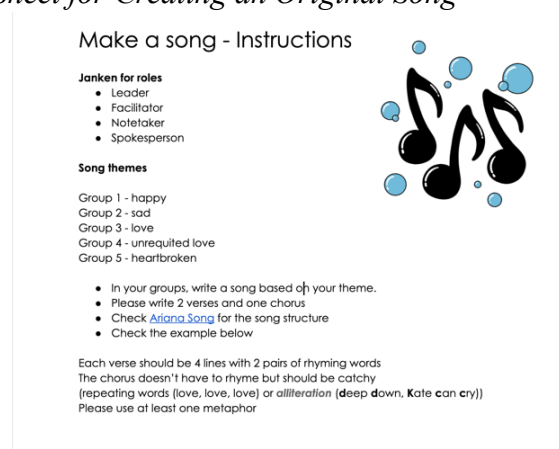 sheet for Creating an Original Song
Make a song - Instructions
Janken for roles
● Leader
● Facilitator
● Notetaker
● Spokesperson
Song themes
Group 1 - happy
Group 2 - sad
Group 3 - love
Group 4 - unrequited love
Group 5 - heartbroken
● In your groups, write a song based on your theme.
● Please write 2 verses and one chorus
● Check Ariana Song for the song structure
● Check the example below
Each verse should be 4 lines with 2 pairs of rhyming words
The chorus doesn't have to rhyme but should be catchy
(repeating words (love, love, love) or alliteration (deep down, Kate can cry))
Please use at least one metaphor